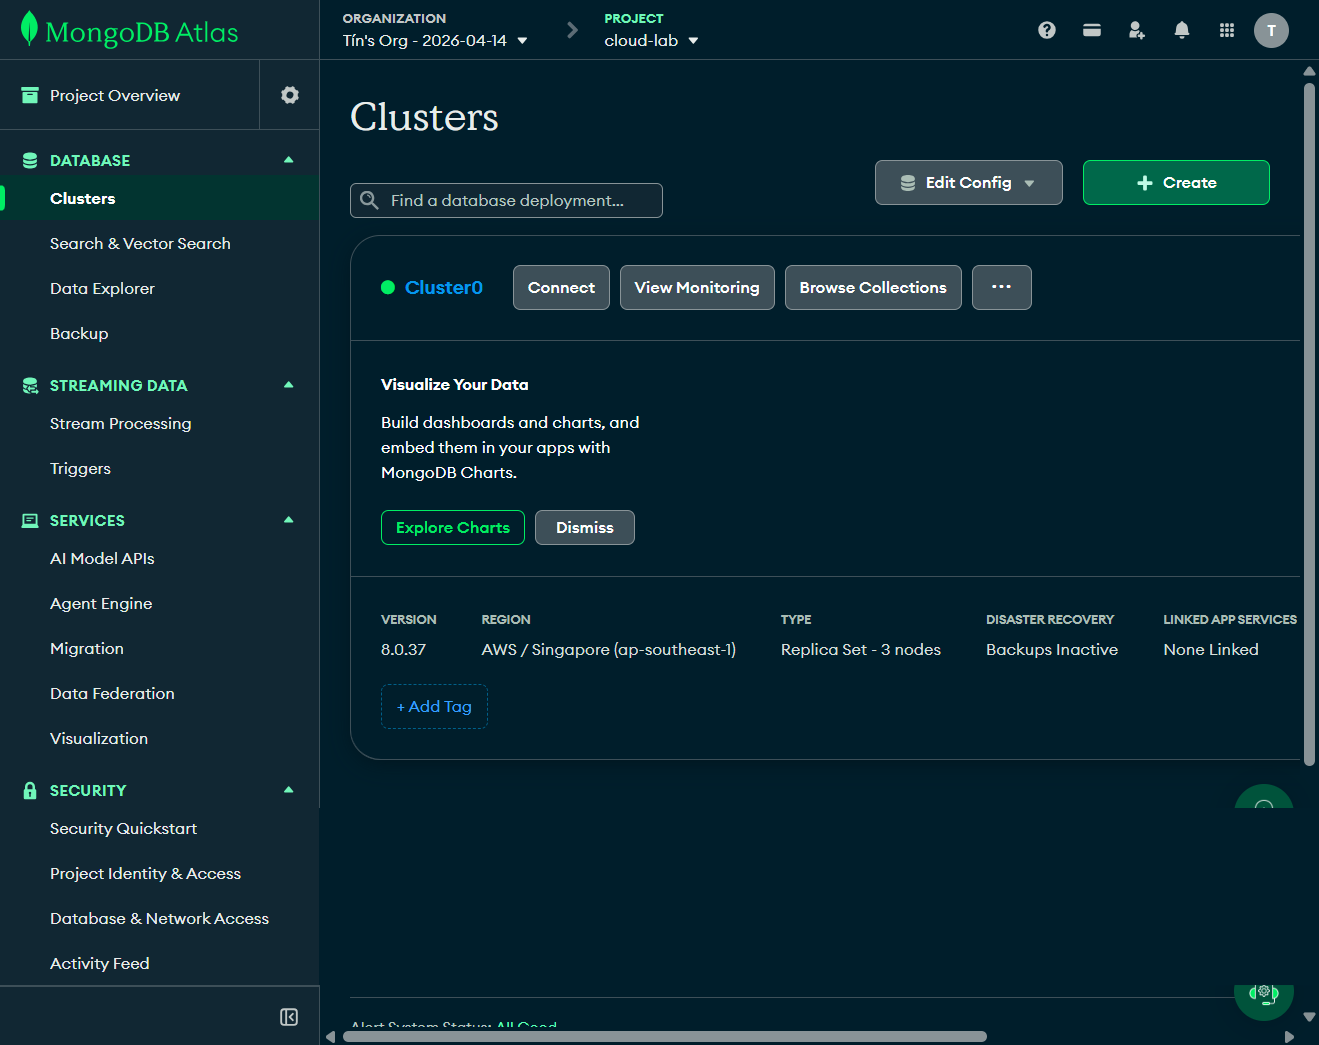 MongoDB Atlas
ORGANIZATION
Tín's Org - 2026-04-14
PROJECT
cloud-lab
T
Project Overview
DATABASE
Clusters
Search & Vector Search
Data Explorer
Backup
STREAMING DATA
Stream Processing
Triggers
SERVICES
AI Model APIs
Agent Engine
Migration
Data Federation
Visualization
SECURITY
Security Quickstart
Project Identity & Access
Database & Network Access
Activity Feed
Clusters
Find a database deployment...
Edit Config
Create
Cluster0
Connect
View Monitoring
Browse Collections
...
Visualize Your Data
Build dashboards and charts, and
embed them in your apps with
MongoDB Charts.
Explore Charts
Dismiss
VERSION REGION TYPE DISASTER RECOVERY LINKED APP SERVICES
8.0.37 AWS / Singapore (ap-southeast-1) Replica Set - 3 nodes Backups Inactive None Linked
+ Add Tag
Alert System Status: All Good